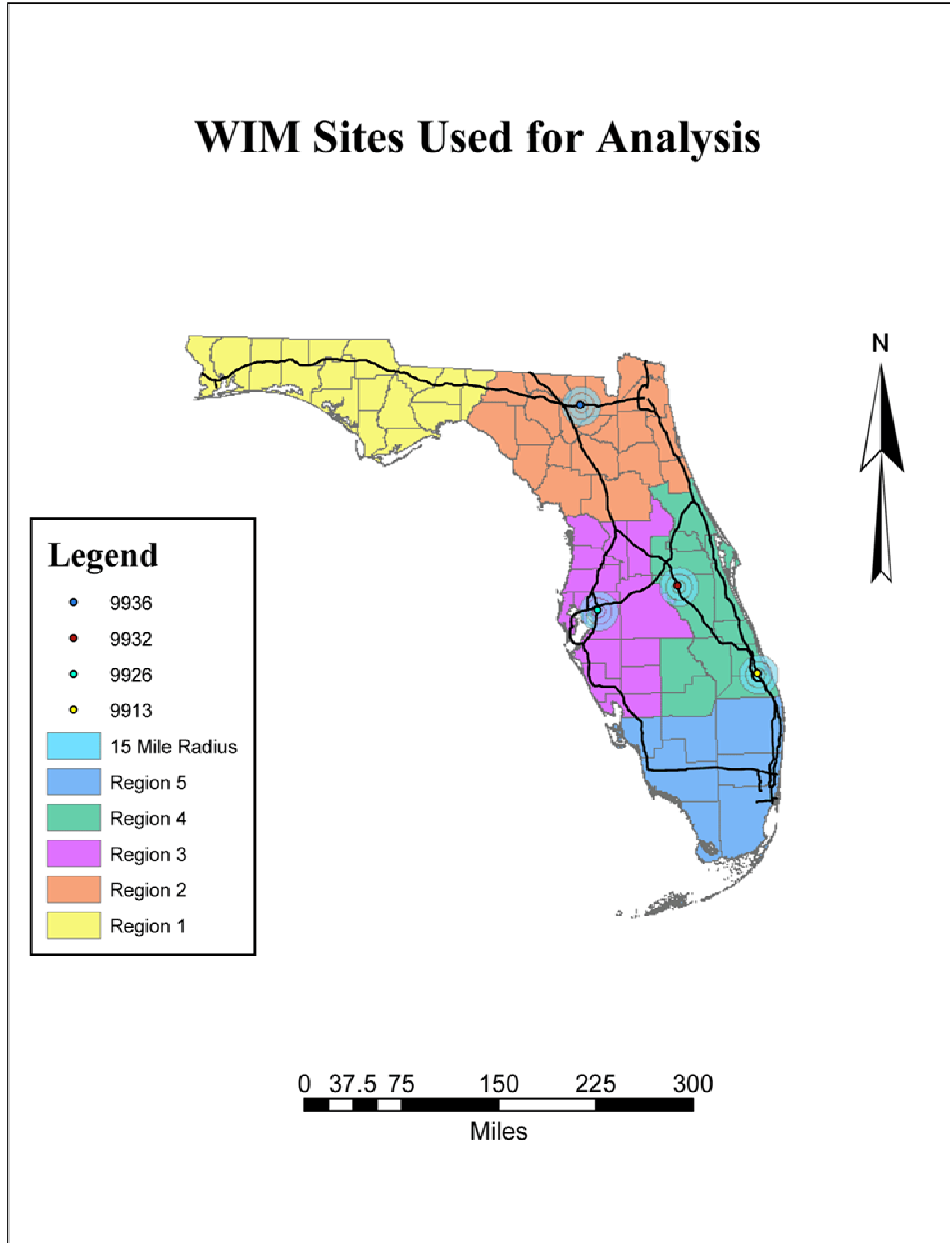 WIM Sites Used for Analysis
N
Legend
9936
9932
9926
9913
15 Mile Radius
Region 5
Region 4
Region 3
Region 2
Region 1
0 37.5 75 150 225 300
Miles